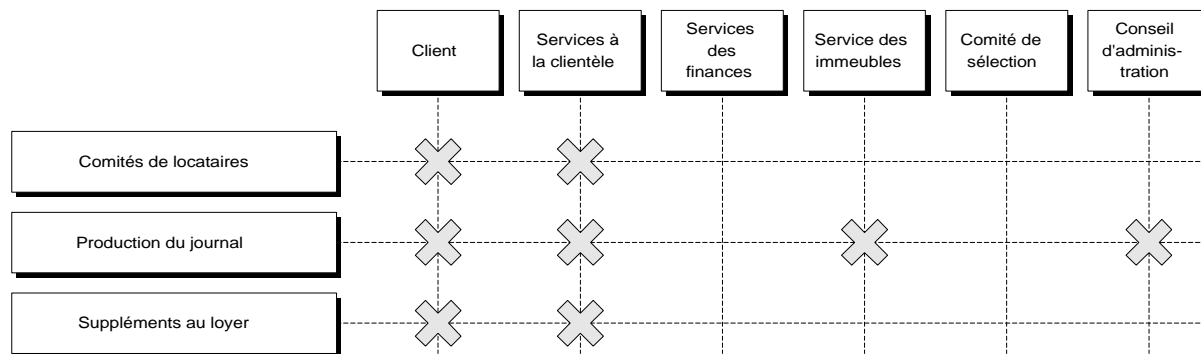 Client
Services à
la clientèle
Services
des
finances
Service des
immeubles
Comité de
sélection
Conseil
d'adminis-
tration
Comités de locataires
Production du journal
Suppléments au loyer